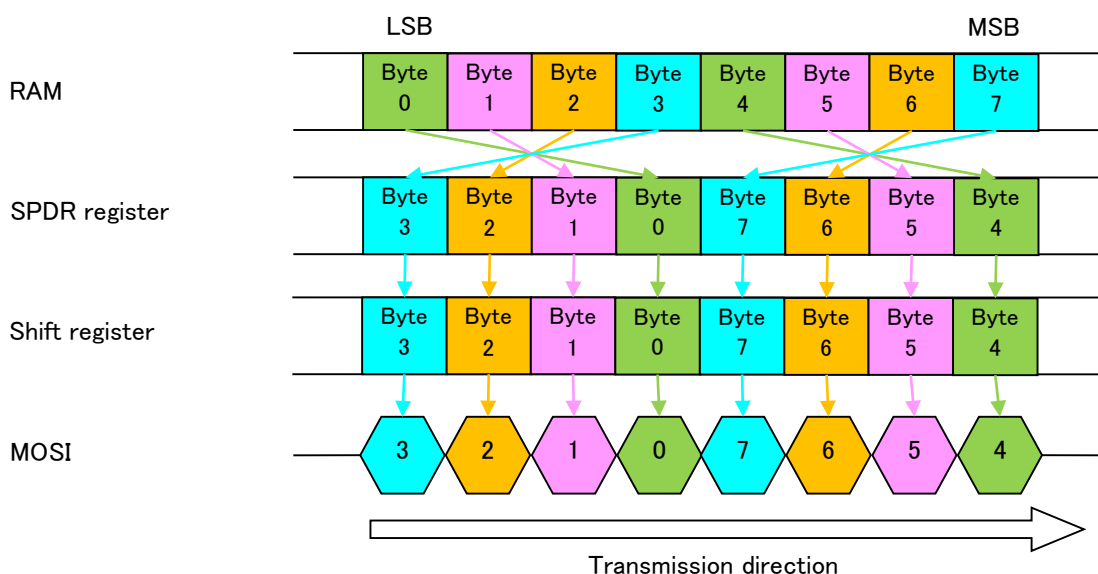 LSB MSB
RAM
Byte Byte Byte Byte Byte Byte Byte Byte
0 1 2 3 4 5 6 7
SPDR register
Byte Byte Byte Byte Byte Byte Byte Byte
3 2 1 0 7 6 5 4
Shift register
Byte Byte Byte Byte Byte Byte Byte Byte
3 2 1 0 7 6 5 4
MOSI
3 2 1 0 7 6 5 4
Transmission direction